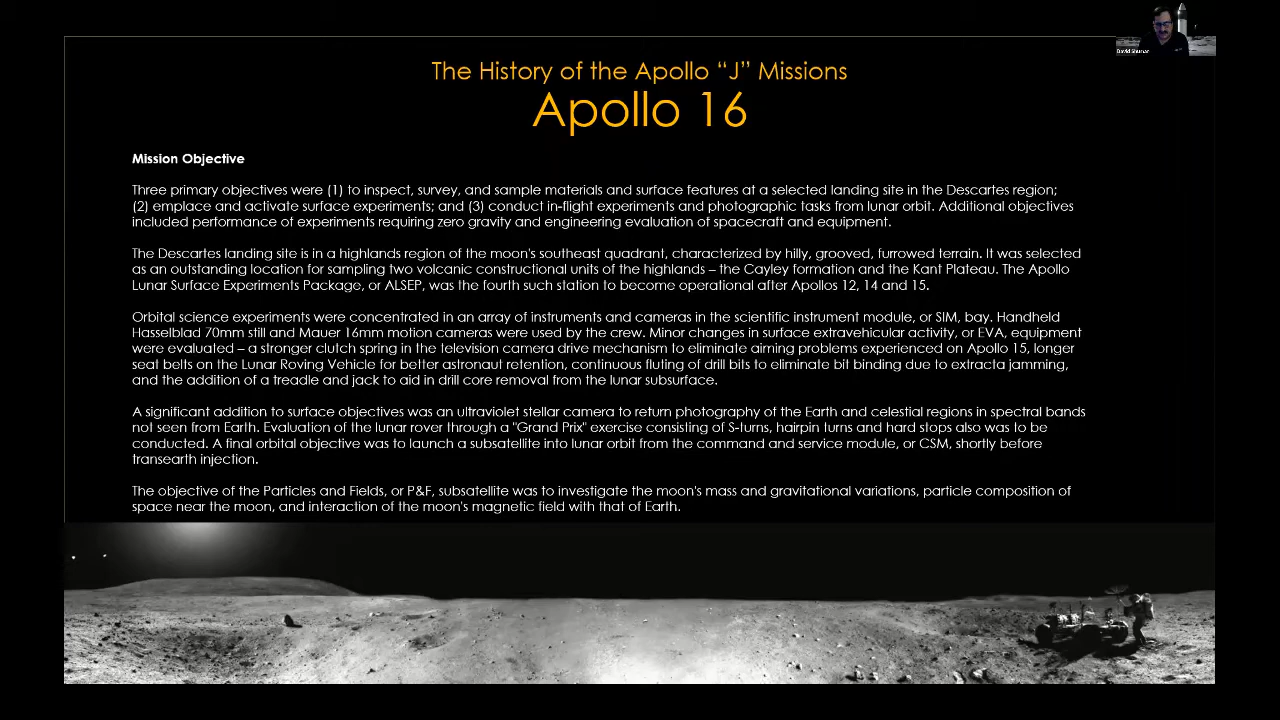 The History of the Apollo “J” Missions
Apollo 16
Mission Objective
Three primary objectives were (1) to inspect, survey, and sample materials and surface features at a selected landing site in the Descartes region;
(2) emplace and activate surface experiments; and (3) conduct in-flight experiments and photographic tasks from lunar orbit. Additional objectives
included performance of experiments requiring zero gravity and engineering evaluation of spacecraft and equipment.
The Descartes landing site is in a highlands region of the moon's southeast quadrant, characterized by hilly, grooved, furrowed terrain. It was selected
as an outstanding location for sampling two volcanic constructional units of the highlands – the Cayley formation and the Kant Plateau. The Apollo
Lunar Surface Experiments Package, or ALSEP, was the fourth such station to become operational after Apollos 12, 14 and 15.
Orbital science experiments were concentrated in an array of instruments and cameras in the scientific instrument module, or SIM, bay. Handheld
Hasselblad 70mm still and Mauer 16mm motion cameras were used by the crew. Minor changes in surface extravehicular activity, or EVA, equipment
were evaluated – a stronger clutch spring in the television camera drive mechanism to eliminate aiming problems experienced on Apollo 15, longer
seat belts on the Lunar Roving Vehicle for better astronaut retention, continuous fluting of drill bits to eliminate bit binding due to extracta jamming,
and the addition of a treadle and jack to aid in drill core removal from the lunar subsurface.
A significant addition to surface objectives was an ultraviolet stellar camera to return photography of the Earth and celestial regions in spectral bands
not seen from Earth. Evaluation of the lunar rover through a "Grand Prix" exercise consisting of S-turns, hairpin turns and hard stops also was to be
conducted. A final orbital objective was to launch a subsatellite into lunar orbit from the command and service module, or CSM, shortly before
transearth injection.
The objective of the Particles and Fields, or P&F, subsatellite was to investigate the moon's mass and gravitational variations, particle composition of
space near the moon, and interaction of the moon's magnetic field with that of Earth.